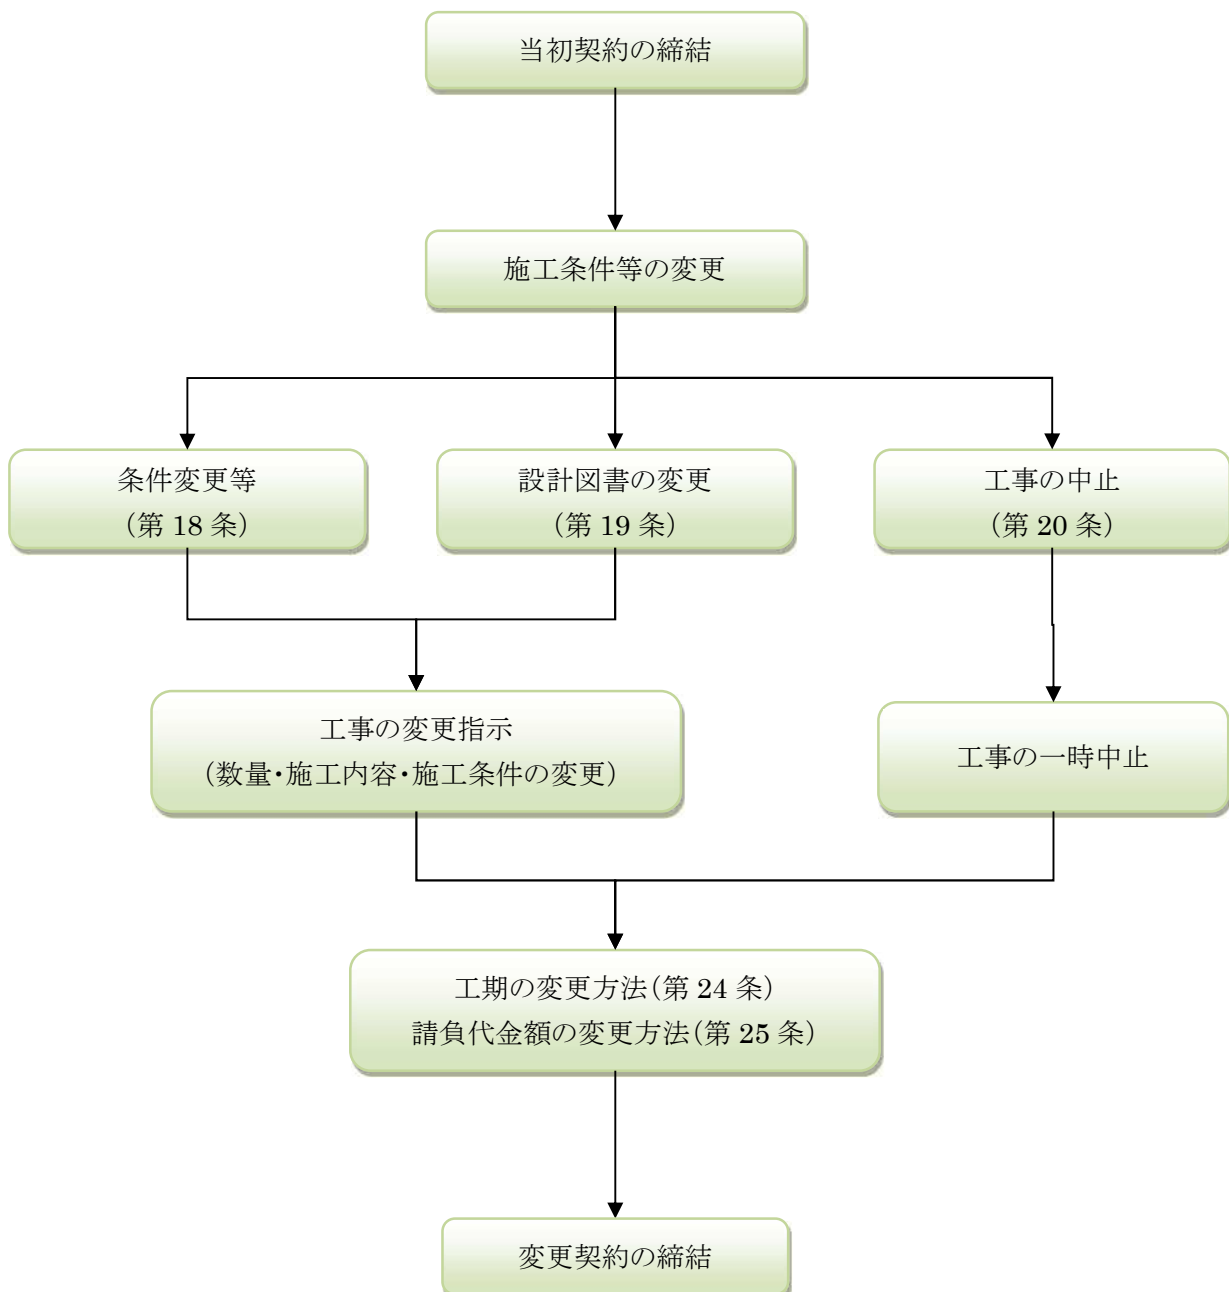 当初契約の締結
施工条件等の変更
条件変更等
（第 18 条）
設計図書の変更
（第 19 条）
工事の中止
（第 20 条）
工事の変更指示
（数量・施工内容・施工条件の変更）
工事の一時中止
工期の変更方法（第 24 条）
請負代金額の変更方法（第 25 条）
変更契約の締結